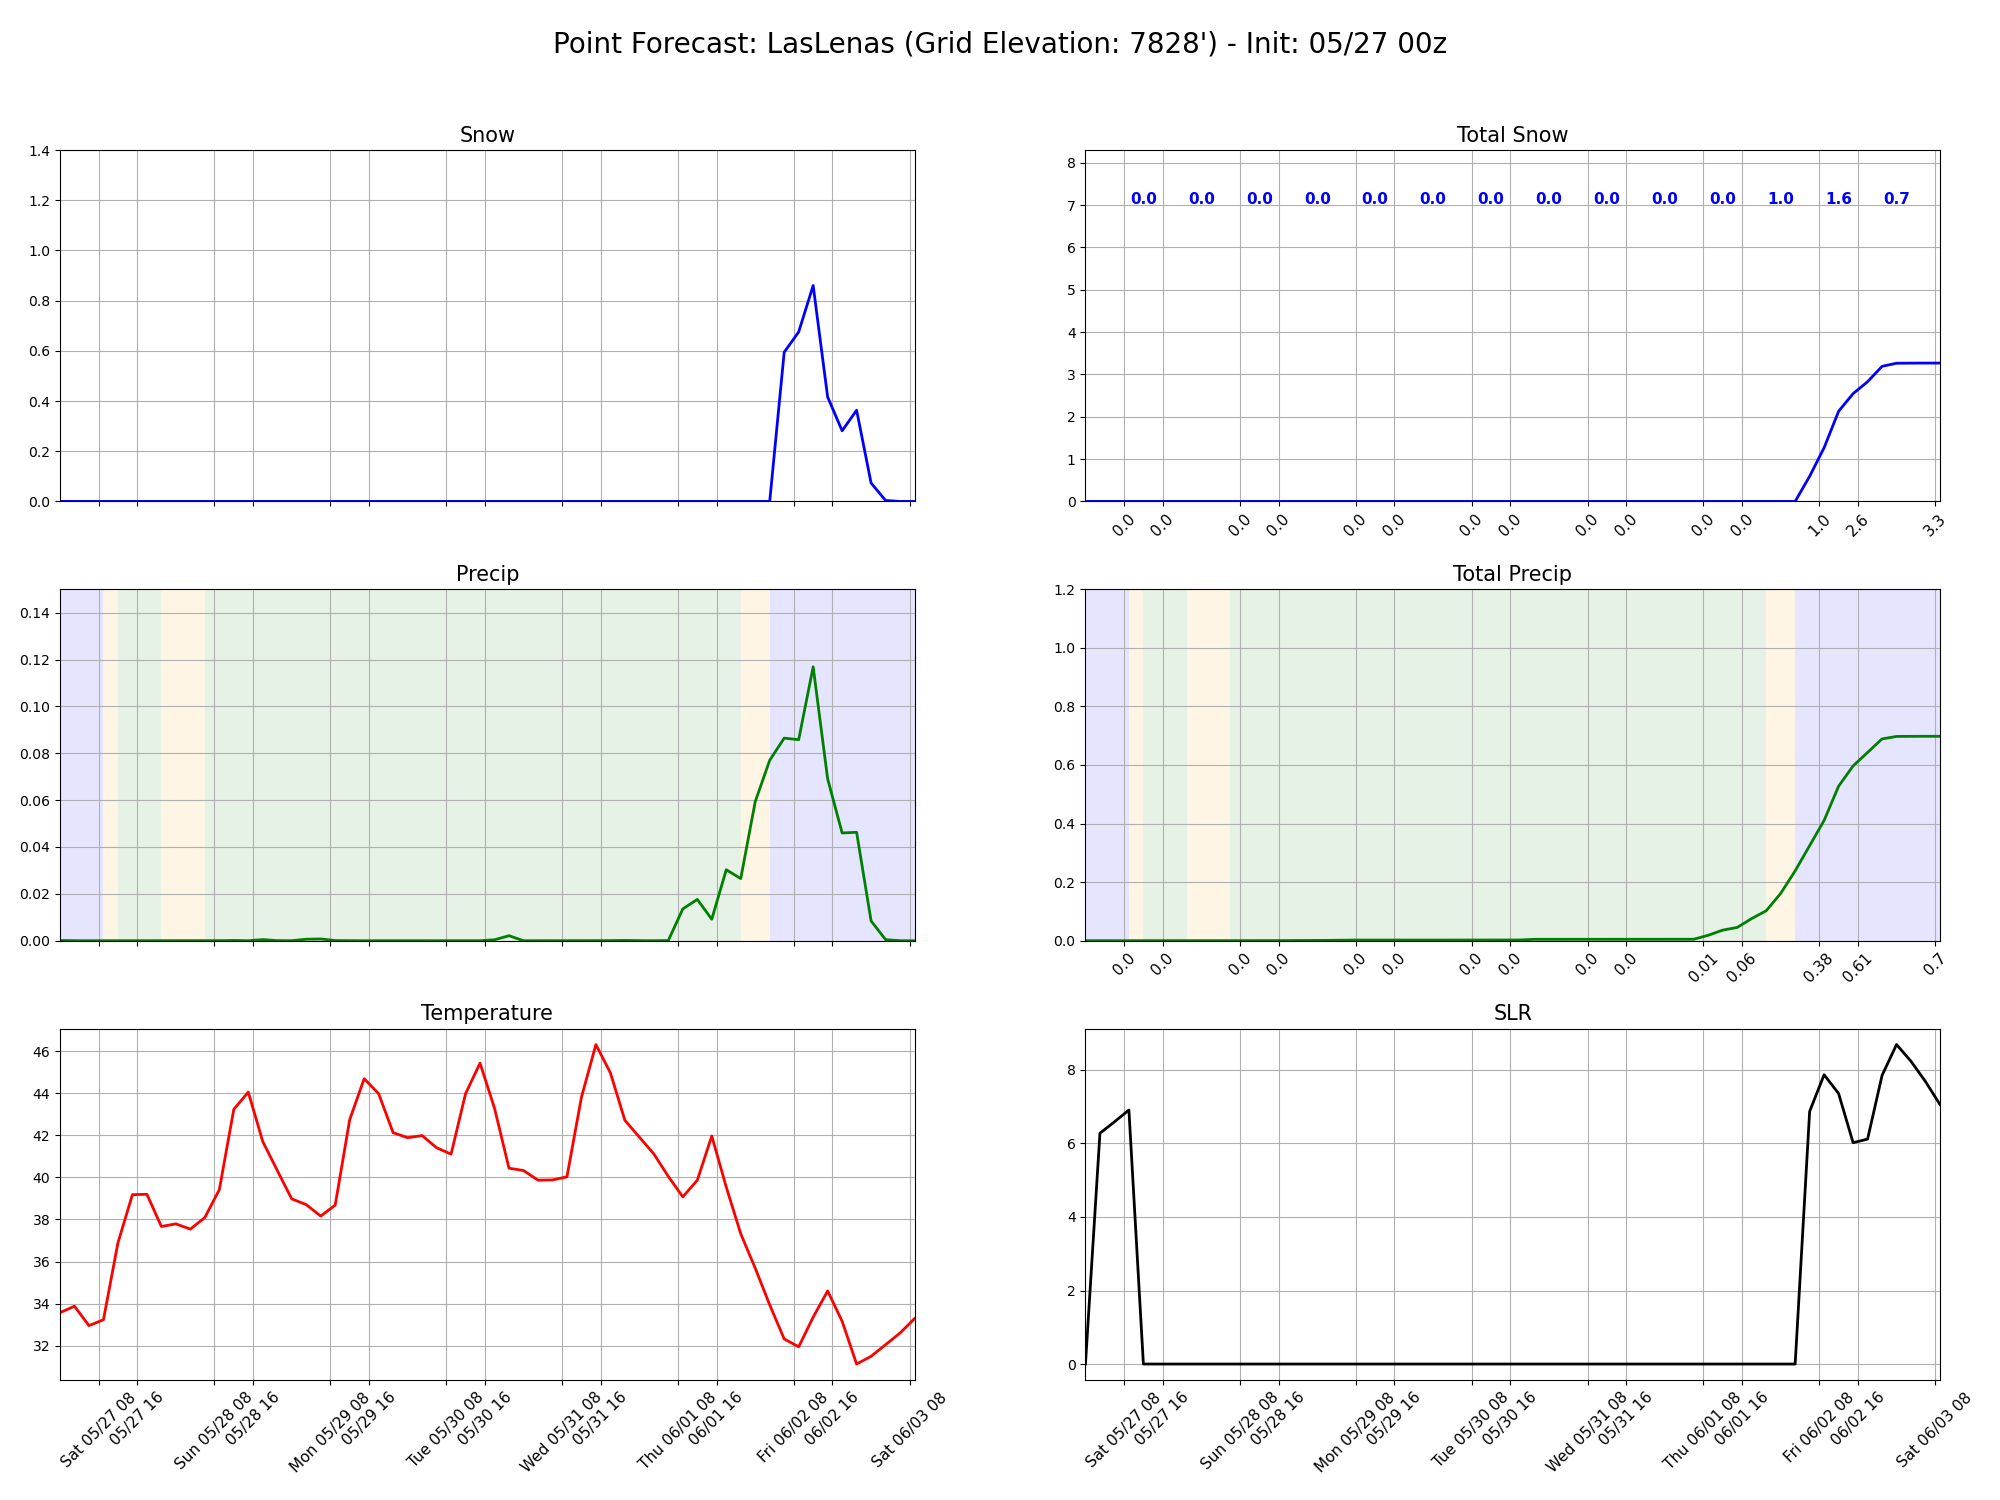 Point Forecast: LasLenas (Grid Elevation: 7828') - Init: 05/27 00z
Snow
1.4
1.2
1.0
0.8
0.6
0.4
0.2
0.0
Total Snow
8
7
6
5
4
3
2
1
0
0.0 0.0 0.0 0.0 0.0 0.0 0.0 0.0 0.0 0.0 0.0 1.0 1.6 0.7
0.0 0.0 0.0 0.0 0.0 0.0 0.0 0.0 0.0 0.0 0.0 0.0 1.0 2.6 3.3
Precip
0.14
0.12
0.10
0.08
0.06
0.04
0.02
0.00
Total Precip
1.2
1.0
0.8
0.6
0.4
0.2
0.0
0.0 0.0 0.0 0.0 0.0 0.0 0.0 0.0 0.0 0.0 0.01 0.06 0.38 0.61 0.7
Temperature
46
44
42
40
38
36
34
32
Sat 05/27 08
05/27 16
Sun 05/28 08
05/28 16
Mon 05/29 08
05/29 16
Tue 05/30 08
05/30 16
Wed 05/31 08
05/31 16
Thu 06/01 08
06/01 16
Fri 06/02 08
06/02 16
Sat 06/03 08
SLR
8
6
4
2
0
Sat 05/27 08
05/27 16
Sun 05/28 08
05/28 16
Mon 05/29 08
05/29 16
Tue 05/30 08
05/30 16
Wed 05/31 08
05/31 16
Thu 06/01 08
06/01 16
Fri 06/02 08
06/02 16
Sat 06/03 08